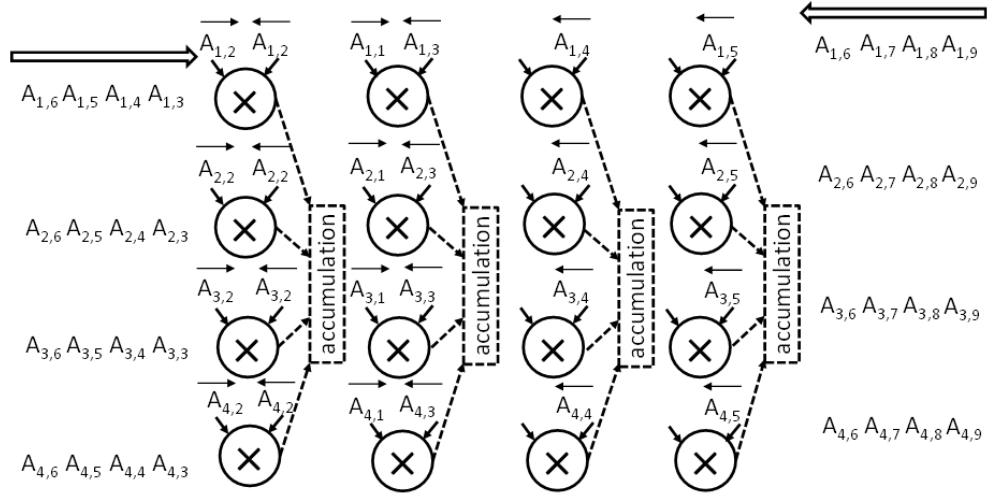 A1,2 A1,2 A1,1 A1,3 A1,4 A1,5 A1,6 A1,7 A1,8 A1,9
A1,6 A1,5 A1,4 A1,3
× × × ×
A2,2 A2,2 A2,1 A2,3 A2,4 A2,5 A2,6 A2,7 A2,8 A2,9
A2,6 A2,5 A2,4 A2,3
× × × ×
accumulation accumulation accumulation accumulation
A3,2 A3,2 A3,1 A3,3 A3,4 A3,5 A3,6 A3,7 A3,8 A3,9
A3,6 A3,5 A3,4 A3,3
× × × ×
A4,2 A4,2 A4,1 A4,3 A4,4 A4,5 A4,6 A4,7 A4,8 A4,9
A4,6 A4,5 A4,4 A4,3
× × × ×